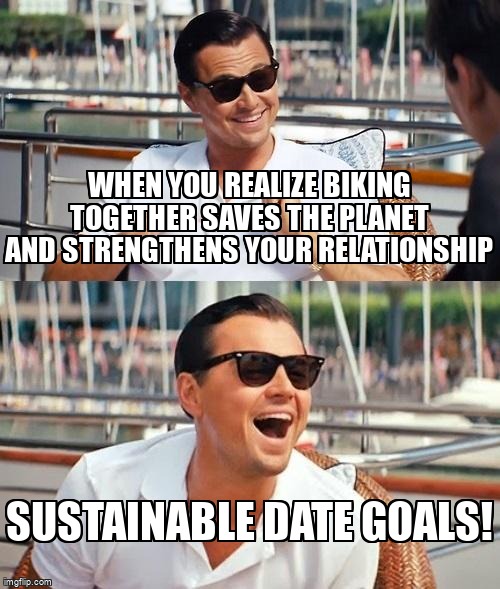 WHEN YOU REALIZE BIKING
TOGETHER SAVES THE PLANET
AND STRENGTHENS YOUR RELATIONSHIP
SUSTAINABLE DATE GOALS!
imgflip.com